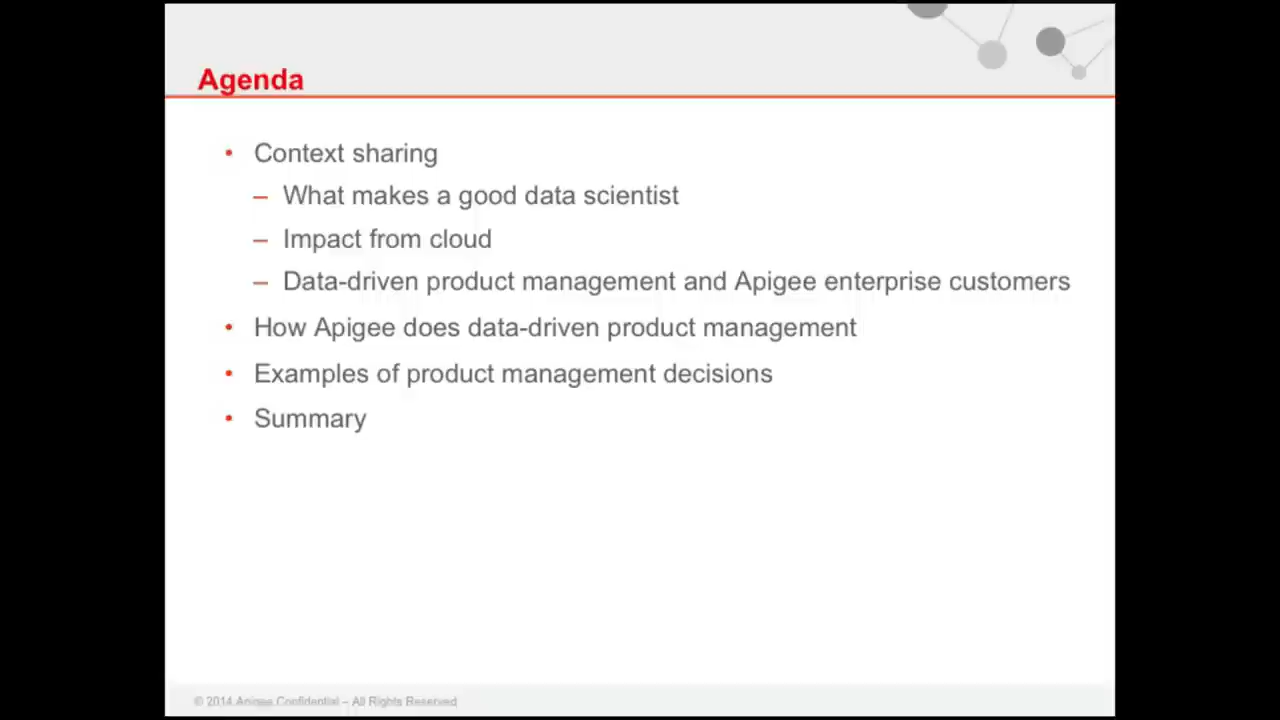 Agenda
• Context sharing
– What makes a good data scientist
– Impact from cloud
– Data-driven product management and Apigee enterprise customers
• How Apigee does data-driven product management
• Examples of product management decisions
• Summary
© 2014 Apigee Confidential – All Rights Reserved